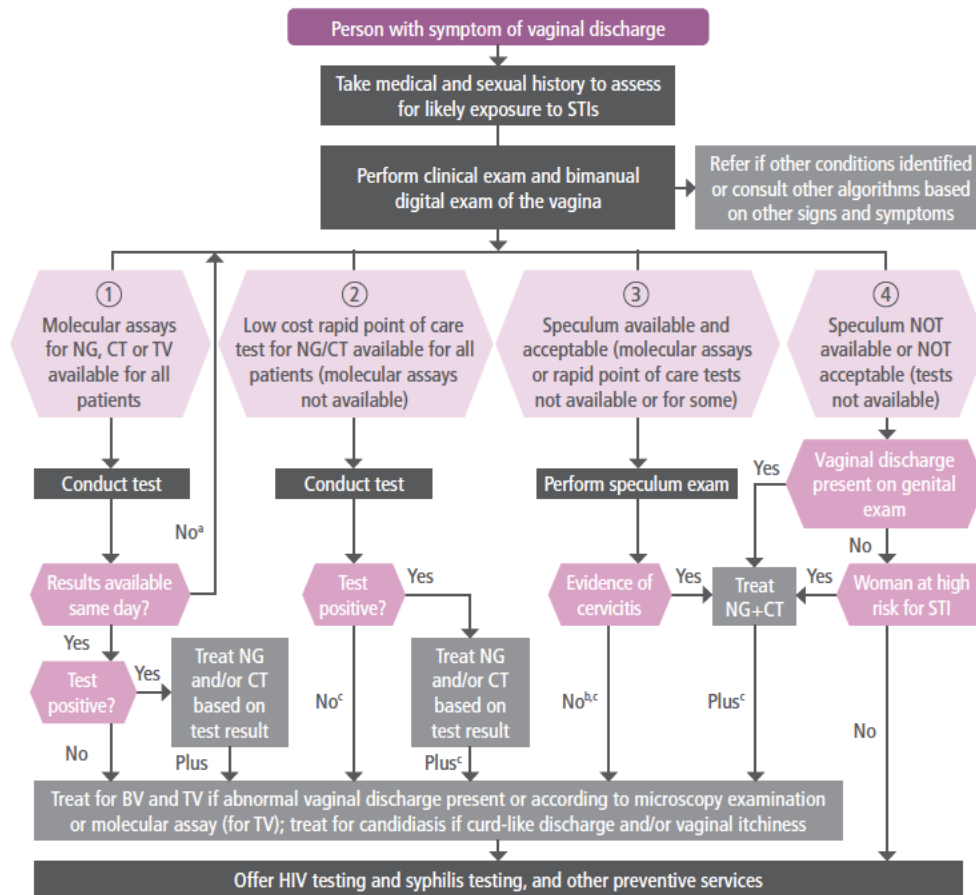 Person with symptom of vaginal discharge
Take medical and sexual history to assess
for likely exposure to STIs
Perform clinical exam and bimanual
digital exam of the vagina
Refer if other conditions identified
or consult other algorithms based
on other signs and symptoms
1
Molecular assays
for NG, CT or TV
available for all
patients
2
Low cost rapid point of care
test for NG/CT available for all
patients (molecular assays
not available)
3
Speculum available and
acceptable (molecular assays
or rapid point of care tests
not available or for some)
4
Speculum NOT
available or NOT
acceptable (tests
not available)
Conduct test
Conduct test
Perform speculum exam
Yes
Vaginal discharge
present on genital
exam
Noᵃ
No
Results available
same day?
Test
positive?
Yes
Evidence of
cervicitis
Yes
Treat
NG+CT
Yes
Woman at high
risk for STI
Yes
Test
positive?
Yes
Treat NG
and/or CT
based on
test result
Noᶜ
Treat NG
and/or CT
based on
test result
Noᵇ,ᶜ
Plusᶜ
No
No
Plus
Plusᶜ
Treat for BV and TV if abnormal vaginal discharge present or according to microscopy examination
or molecular assay (for TV); treat for candidiasis if curd-like discharge and/or vaginal itchiness
Offer HIV testing and syphilis testing, and other preventive services